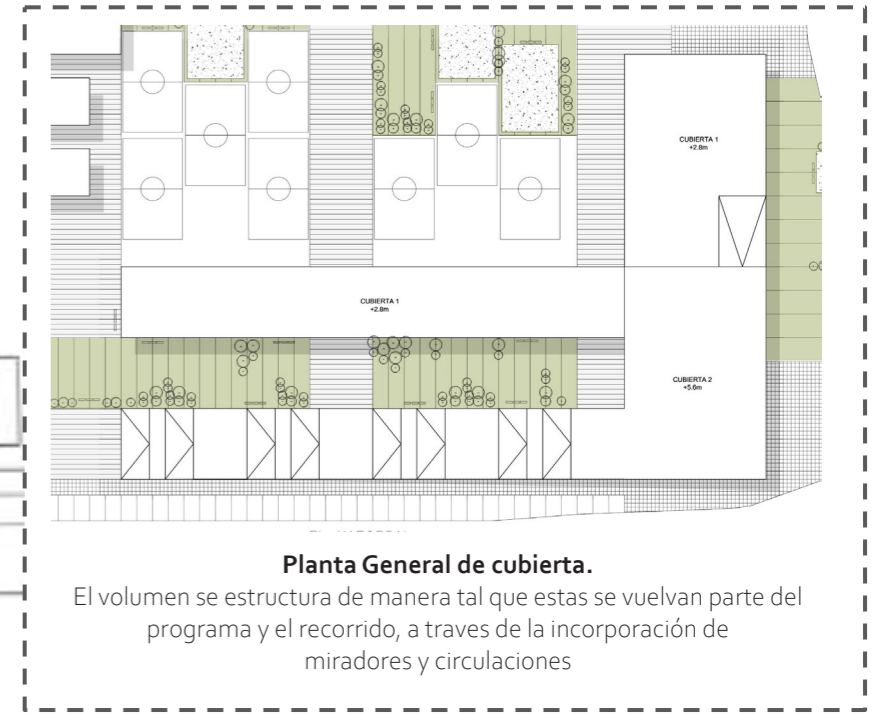 CUBIERTA 1
+2.8m
CUBIERTA 1
+2.8m
CUBIERTA 2
+5.6m
Planta General de cubierta.
El volumen se estructura de manera tal que estas se vuelvan parte del
programa y el recorrido, a traves de la incorporación de
miradores y circulaciones